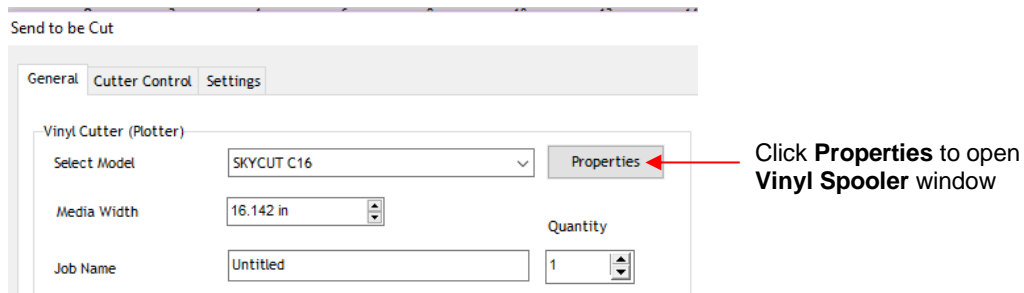 Send to be Cut
General Cutter Control Settings
Vinyl Cutter (Plotter)
Select Model SKYCUT C16 Properties
Click Properties to open
Vinyl Spooler window
Media Width 16.142 in
Quantity
Job Name Untitled 1